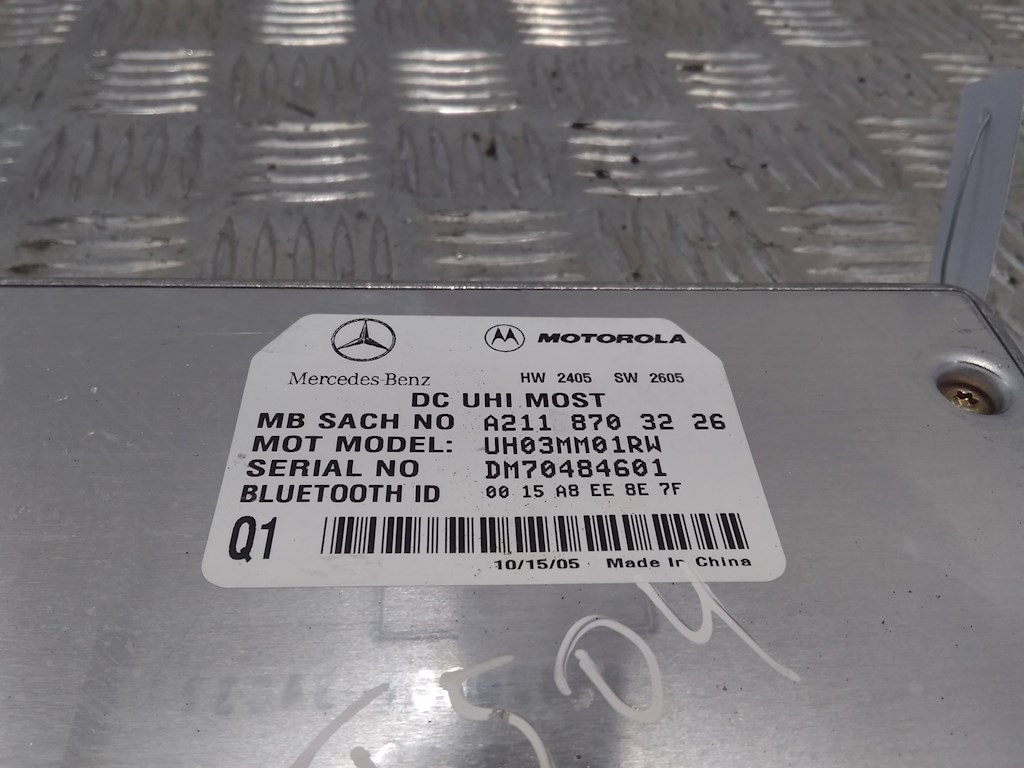 MOTOROLA
Mercedes-Benz HW 2405 SW 2605
DC UHI MOST
MB SACH NO A211 870 32 26
MOT MODEL: UH03MM01RW
SERIAL NO DM70484601
BLUETOOTH ID 00 15 A8 EE 8E 7F
Q1
10/15/05 Made In China